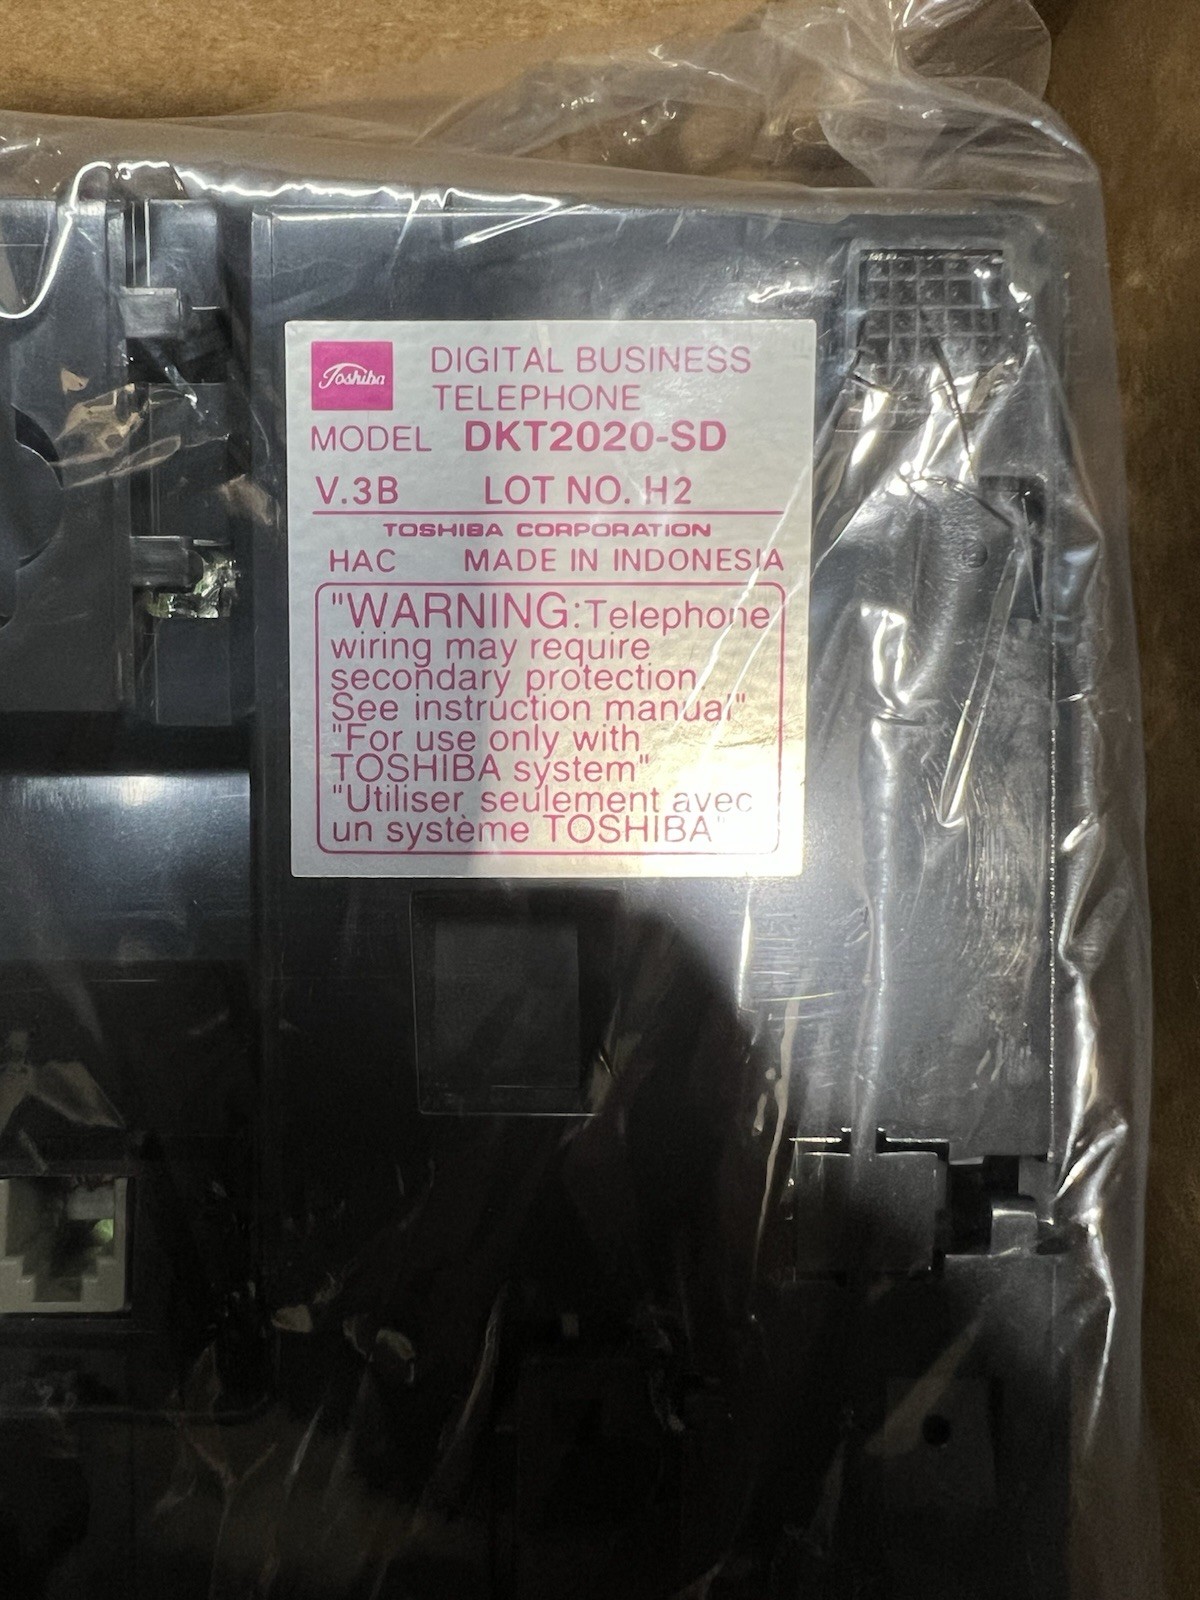 Toshiba
DIGITAL BUSINESS
TELEPHONE
MODEL DKT2020-SD
V.3B LOT NO. H2
TOSHIBA CORPORATION
HAC MADE IN INDONESIA
"WARNING:Telephone
wiring may require
secondary protection.
See instruction manual"
"For use only with
TOSHIBA system"
"Utiliser seulement avec
un système TOSHIBA"